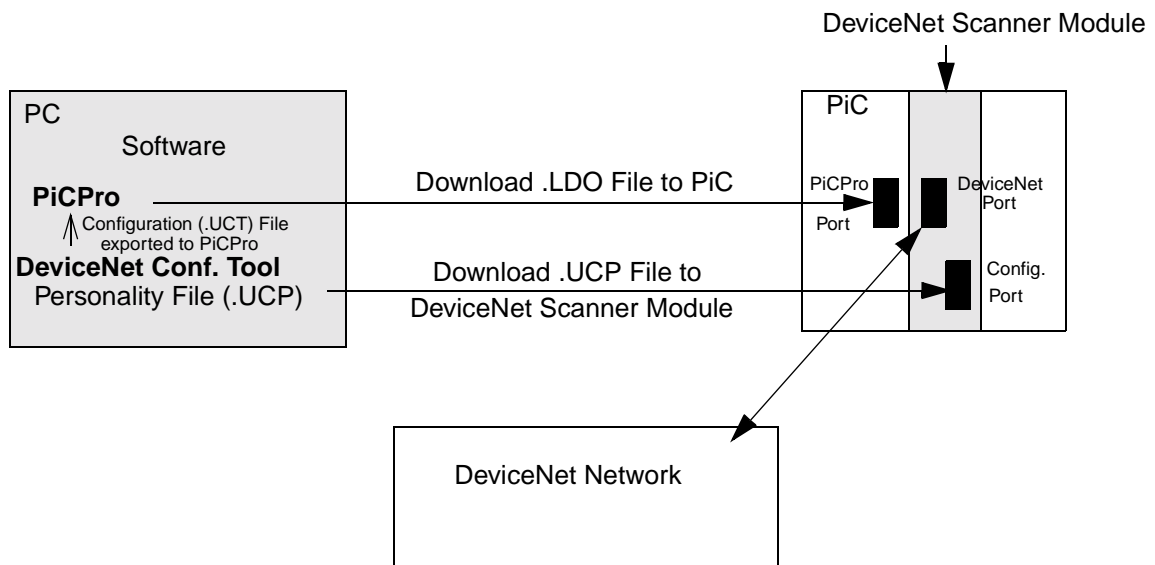 DeviceNet Scanner Module
PC
Software
PiCPro
Configuration (.UCT) File
exported to PiCPro
DeviceNet Conf. Tool
Personality File (.UCP)
Download .LDO File to PiC
Download .UCP File to
DeviceNet Scanner Module
PiC
PiCPro
Port
DeviceNet
Port
Config.
Port
DeviceNet Network